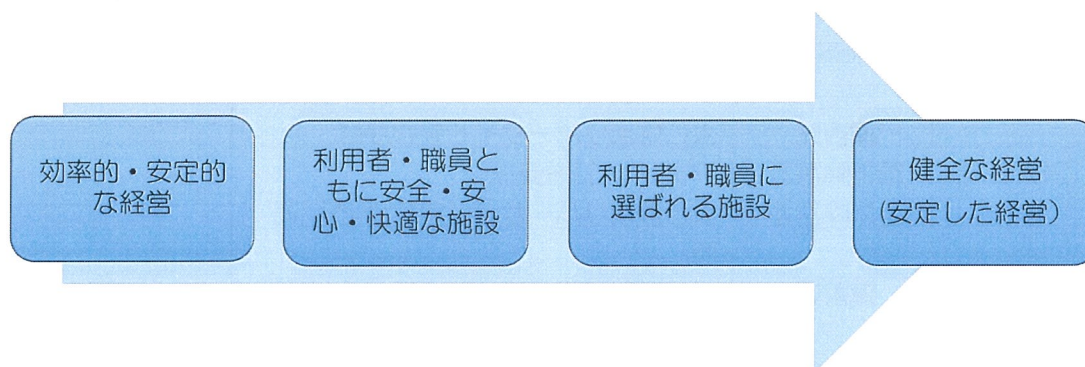 効率的・安定的
な経営
利用者・職員と
もに安全・安
心・快適な施設
利用者・職員に
選ばれる施設
健全な経営
(安定した経営）